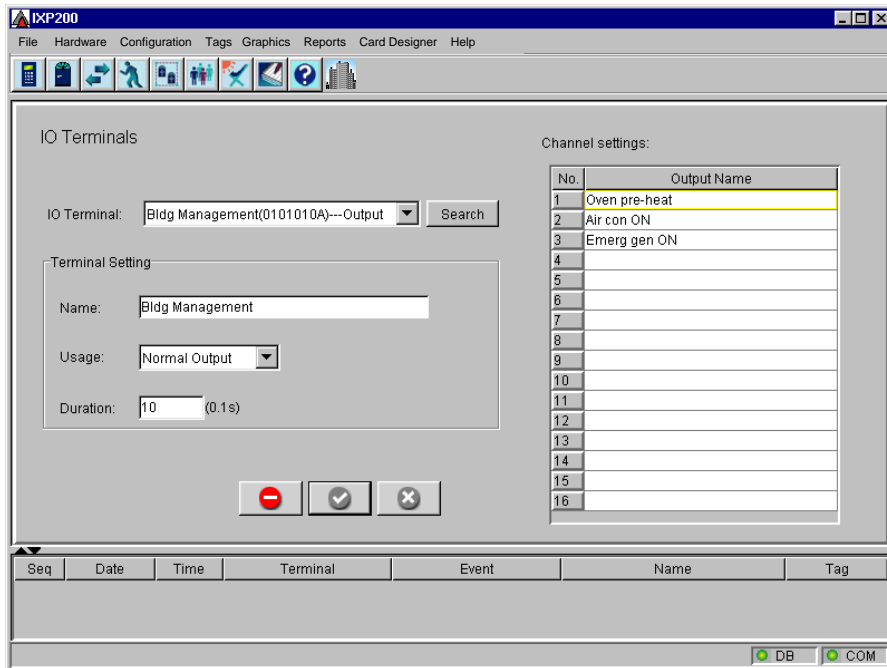 IXP200
File Hardware Configuration Tags Graphics Reports Card Designer Help
IO Terminals
IO Terminal: Bldg Management(0101010A)---Output Search
Terminal Setting
Name: Bldg Management
Usage: Normal Output
Duration: 10 (0.1s)
Channel settings:
No. Output Name
1 Oven pre-heat
2 Air con ON
3 Emerg gen ON
4
5
6
7
8
9
10
11
12
13
14
15
16
Seq Date Time Terminal Event Name Tag
DB COM